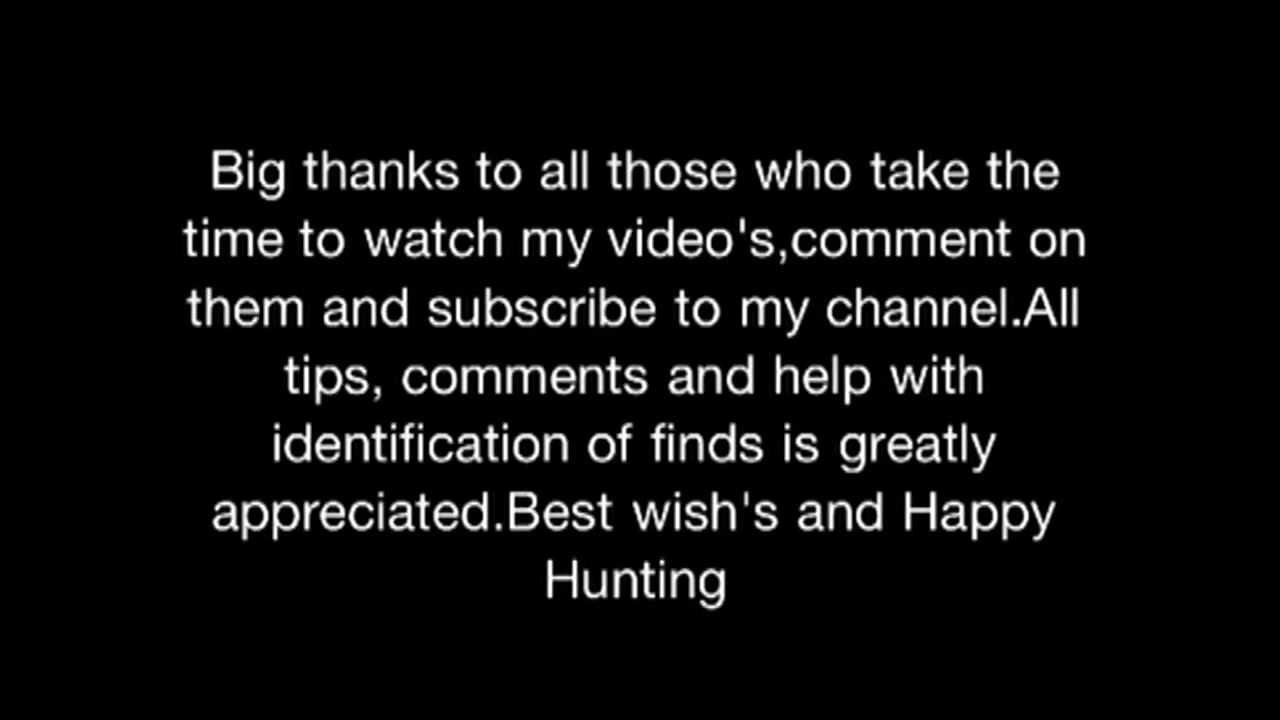 Big thanks to all those who take the
time to watch my video's,comment on
them and subscribe to my channel.All
tips, comments and help with
identification of finds is greatly
appreciated.Best wish's and Happy
Hunting